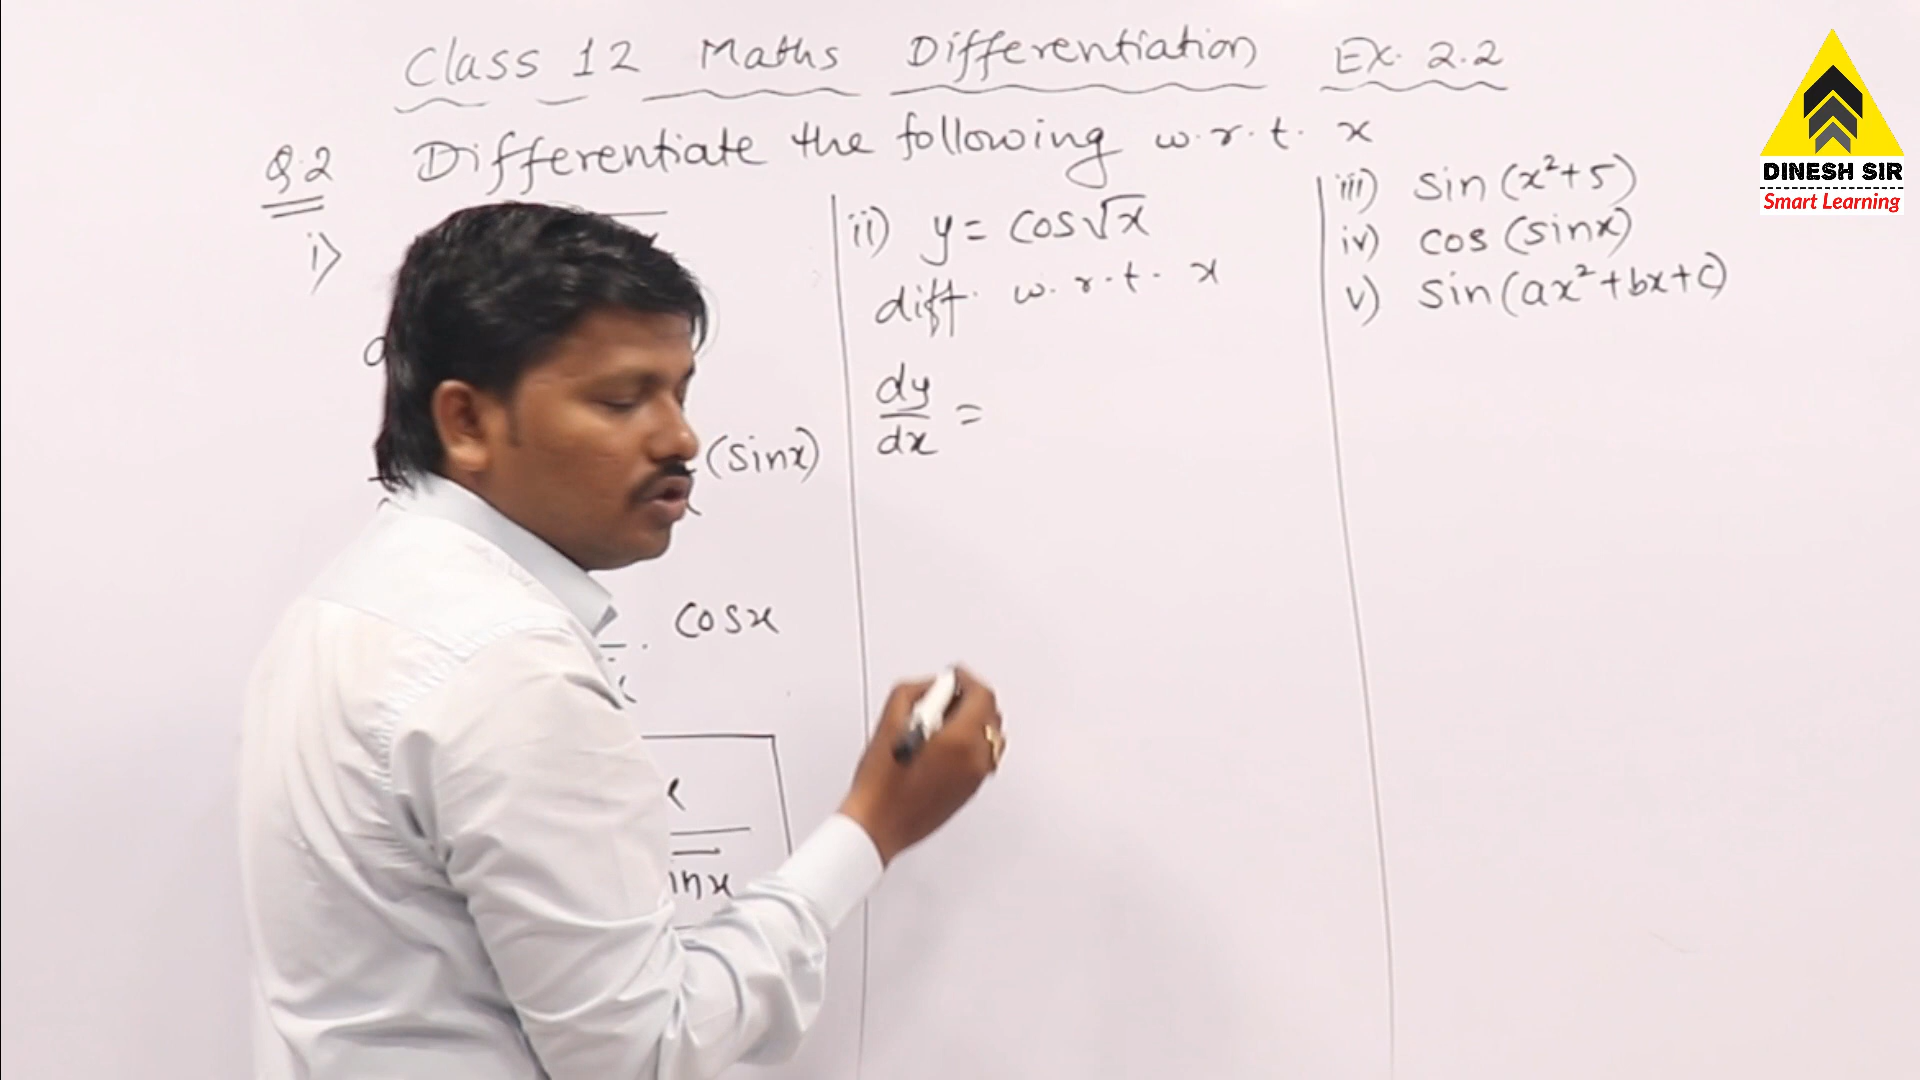 Class 12 Maths Differentiation Ex. 2.2
Q.2 Differentiate the following w.r.t. x
i)
(sinx)
. cosx
inx
ii) y = cos√x
diff. w.r.t. x
dy/dx =
iii) sin(x²+5)
iv) cos(sinx)
v) sin(ax²+bx+c)
DINESH SIR
Smart Learning